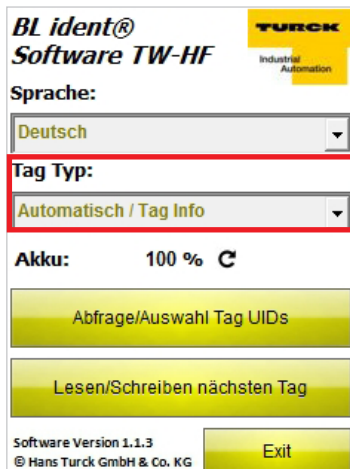 BL ident®
Software TW-HF
TURCK
Industrial
Automation
Sprache:
Deutsch
Tag Typ:
Automatisch / Tag Info
Akku: 100 %
Abfrage/Auswahl Tag UIDs
Lesen/Schreiben nächsten Tag
Software Version 1.1.3
© Hans Turck GmbH & Co. KG
Exit